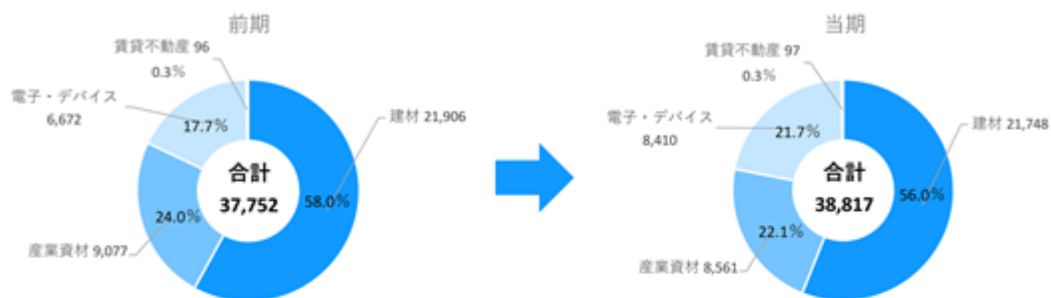 前期
賃貸不動産 96
0.3%
電子・デバイス
6,672
17.7%
建材 21,906
合計
37,752
58.0%
24.0%
産業資材 9,077
当期
賃貸不動産 97
0.3%
電子・デバイス
8,410
21.7%
建材 21,748
合計
38,817
56.0%
22.1%
産業資材 8,561